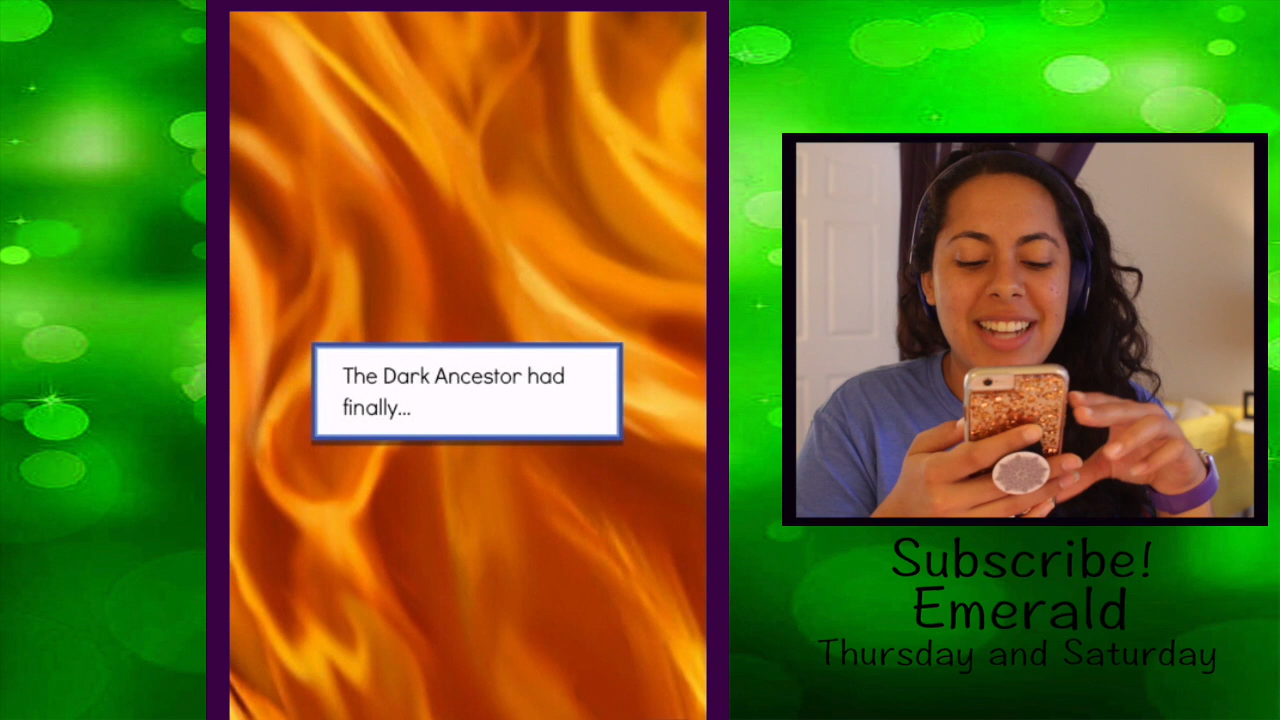 The Dark Ancestor had
finally...
Subscribe!
Emerald
Thursday and Saturday